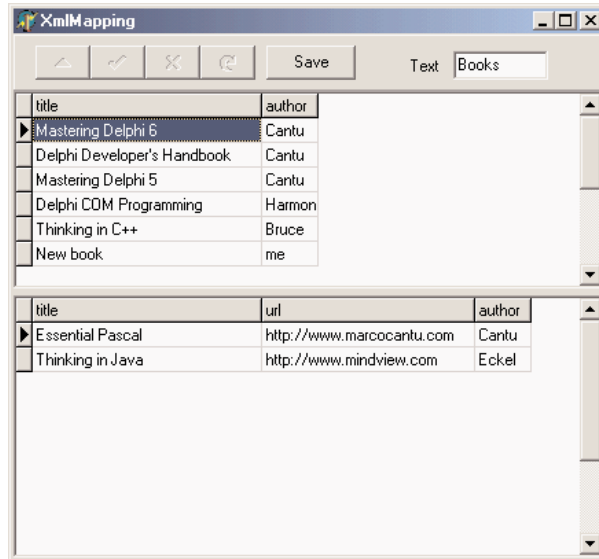 XmlMapping
Save Text Books
title author
Mastering Delphi 6 Cantu
Delphi Developer's Handbook Cantu
Mastering Delphi 5 Cantu
Delphi COM Programming Harmon
Thinking in C++ Bruce
New book me
title url author
Essential Pascal http://www.marcocantu.com Cantu
Thinking in Java http://www.mindview.com Eckel